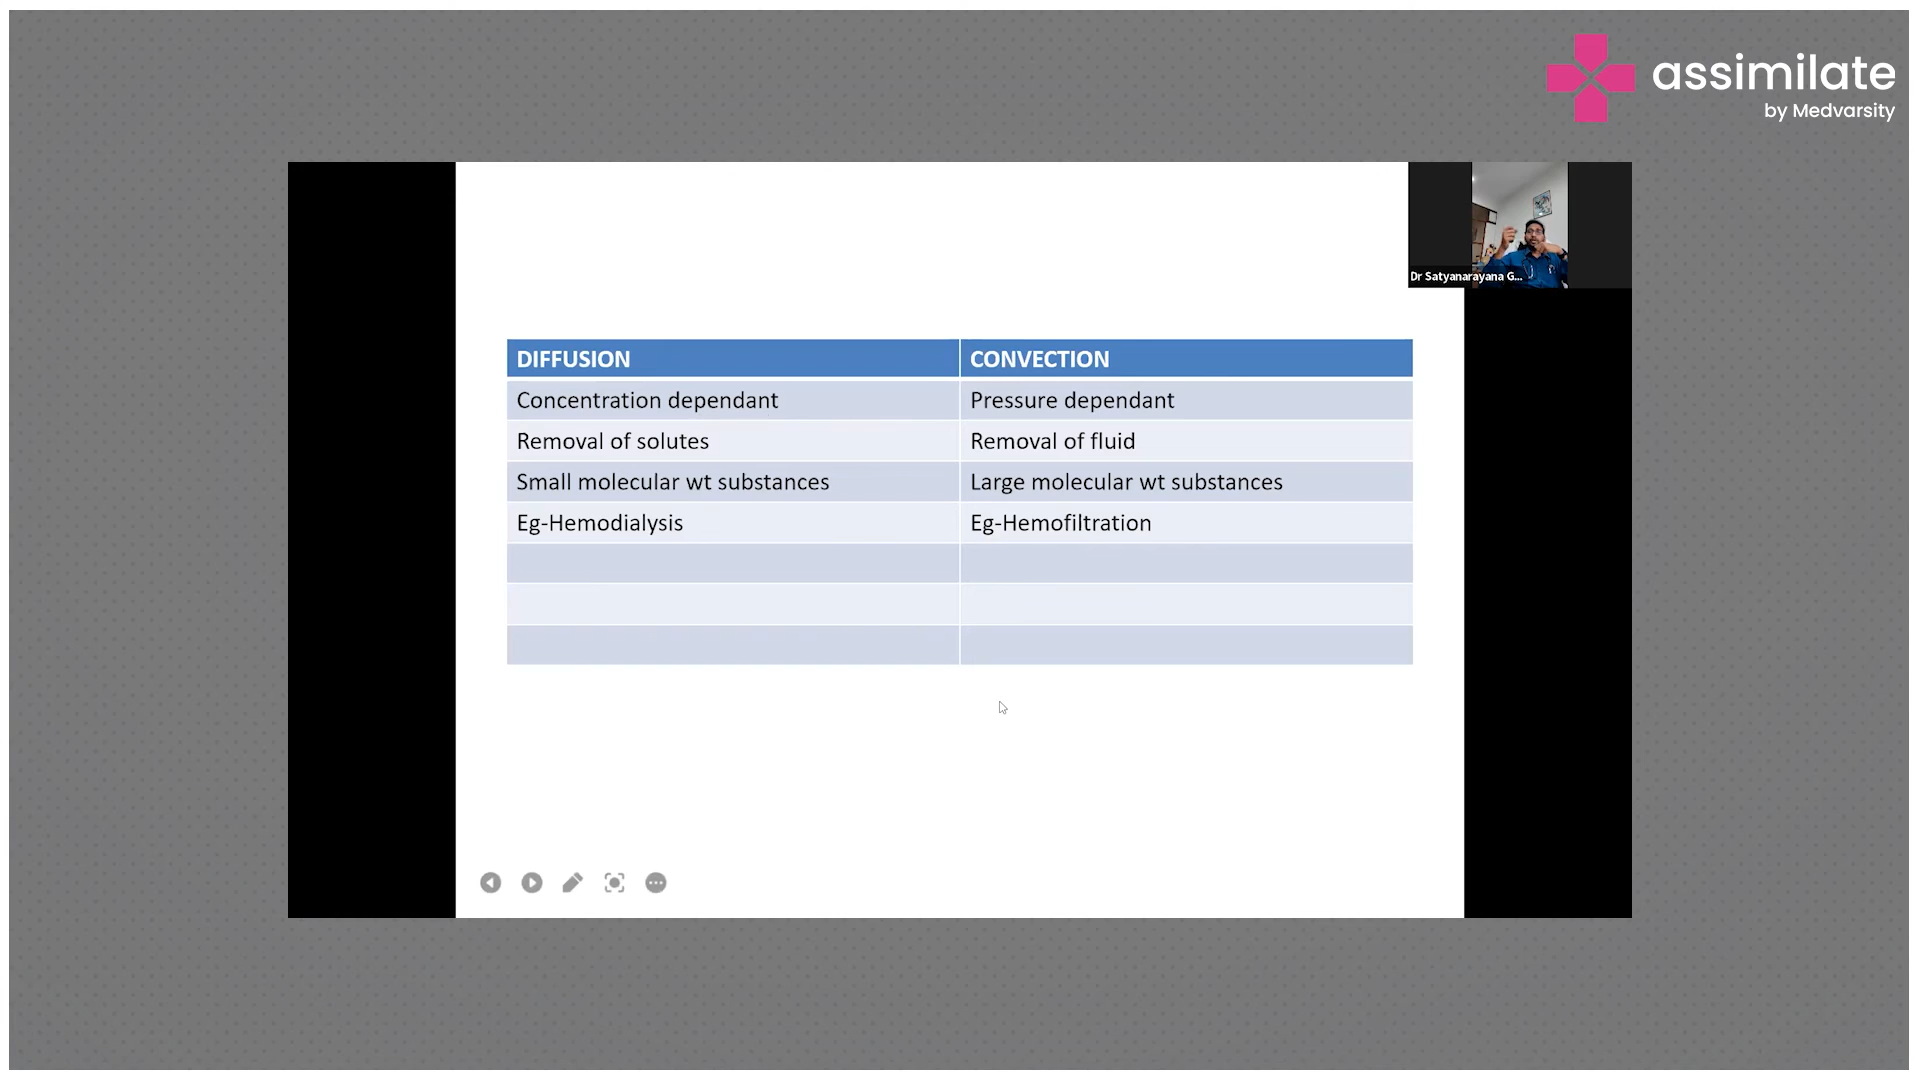 assimilate
by Medvarsity
Dr Satyanarayana G...
DIFFUSION CONVECTION
Concentration dependant Pressure dependant
Removal of solutes Removal of fluid
Small molecular wt substances Large molecular wt substances
Eg-Hemodialysis Eg-Hemofiltration